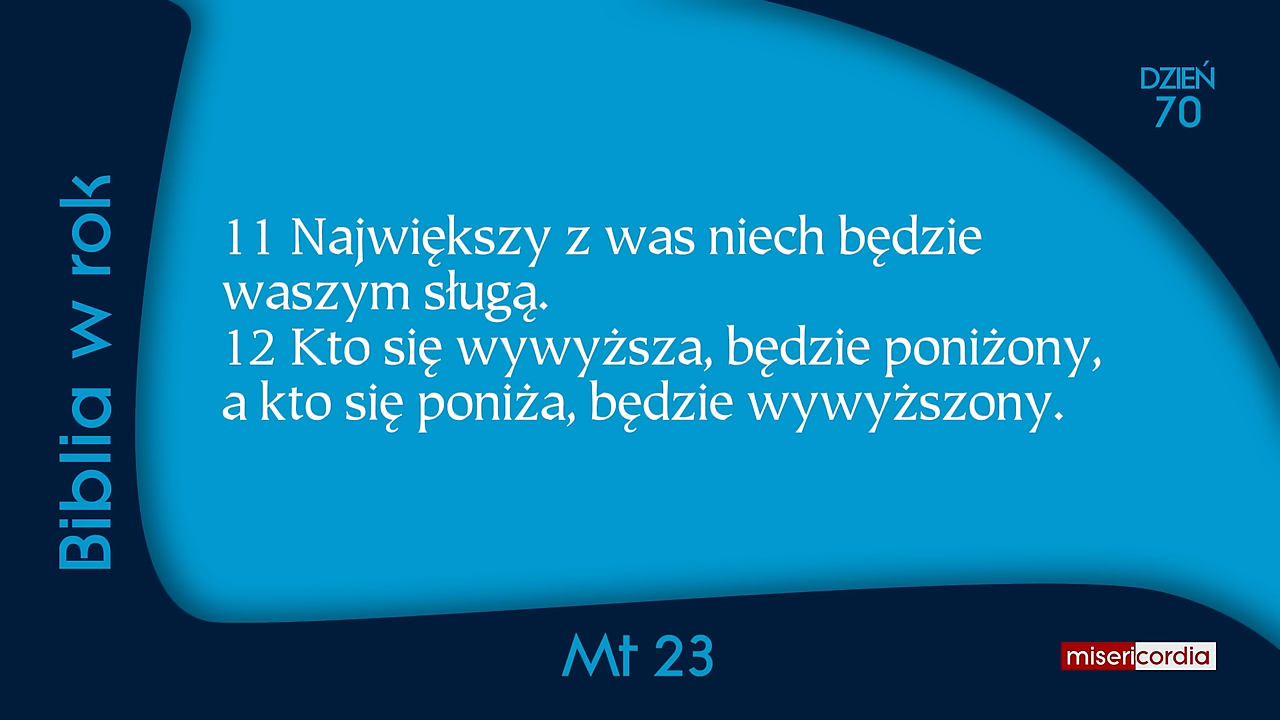 DZIEŃ
70
Biblia w rok
11 Największy z was niech będzie
waszym sługą.
12 Kto się wywyższa, będzie poniżony,
a kto się poniża, będzie wywyższony.
Mt 23
misericordia